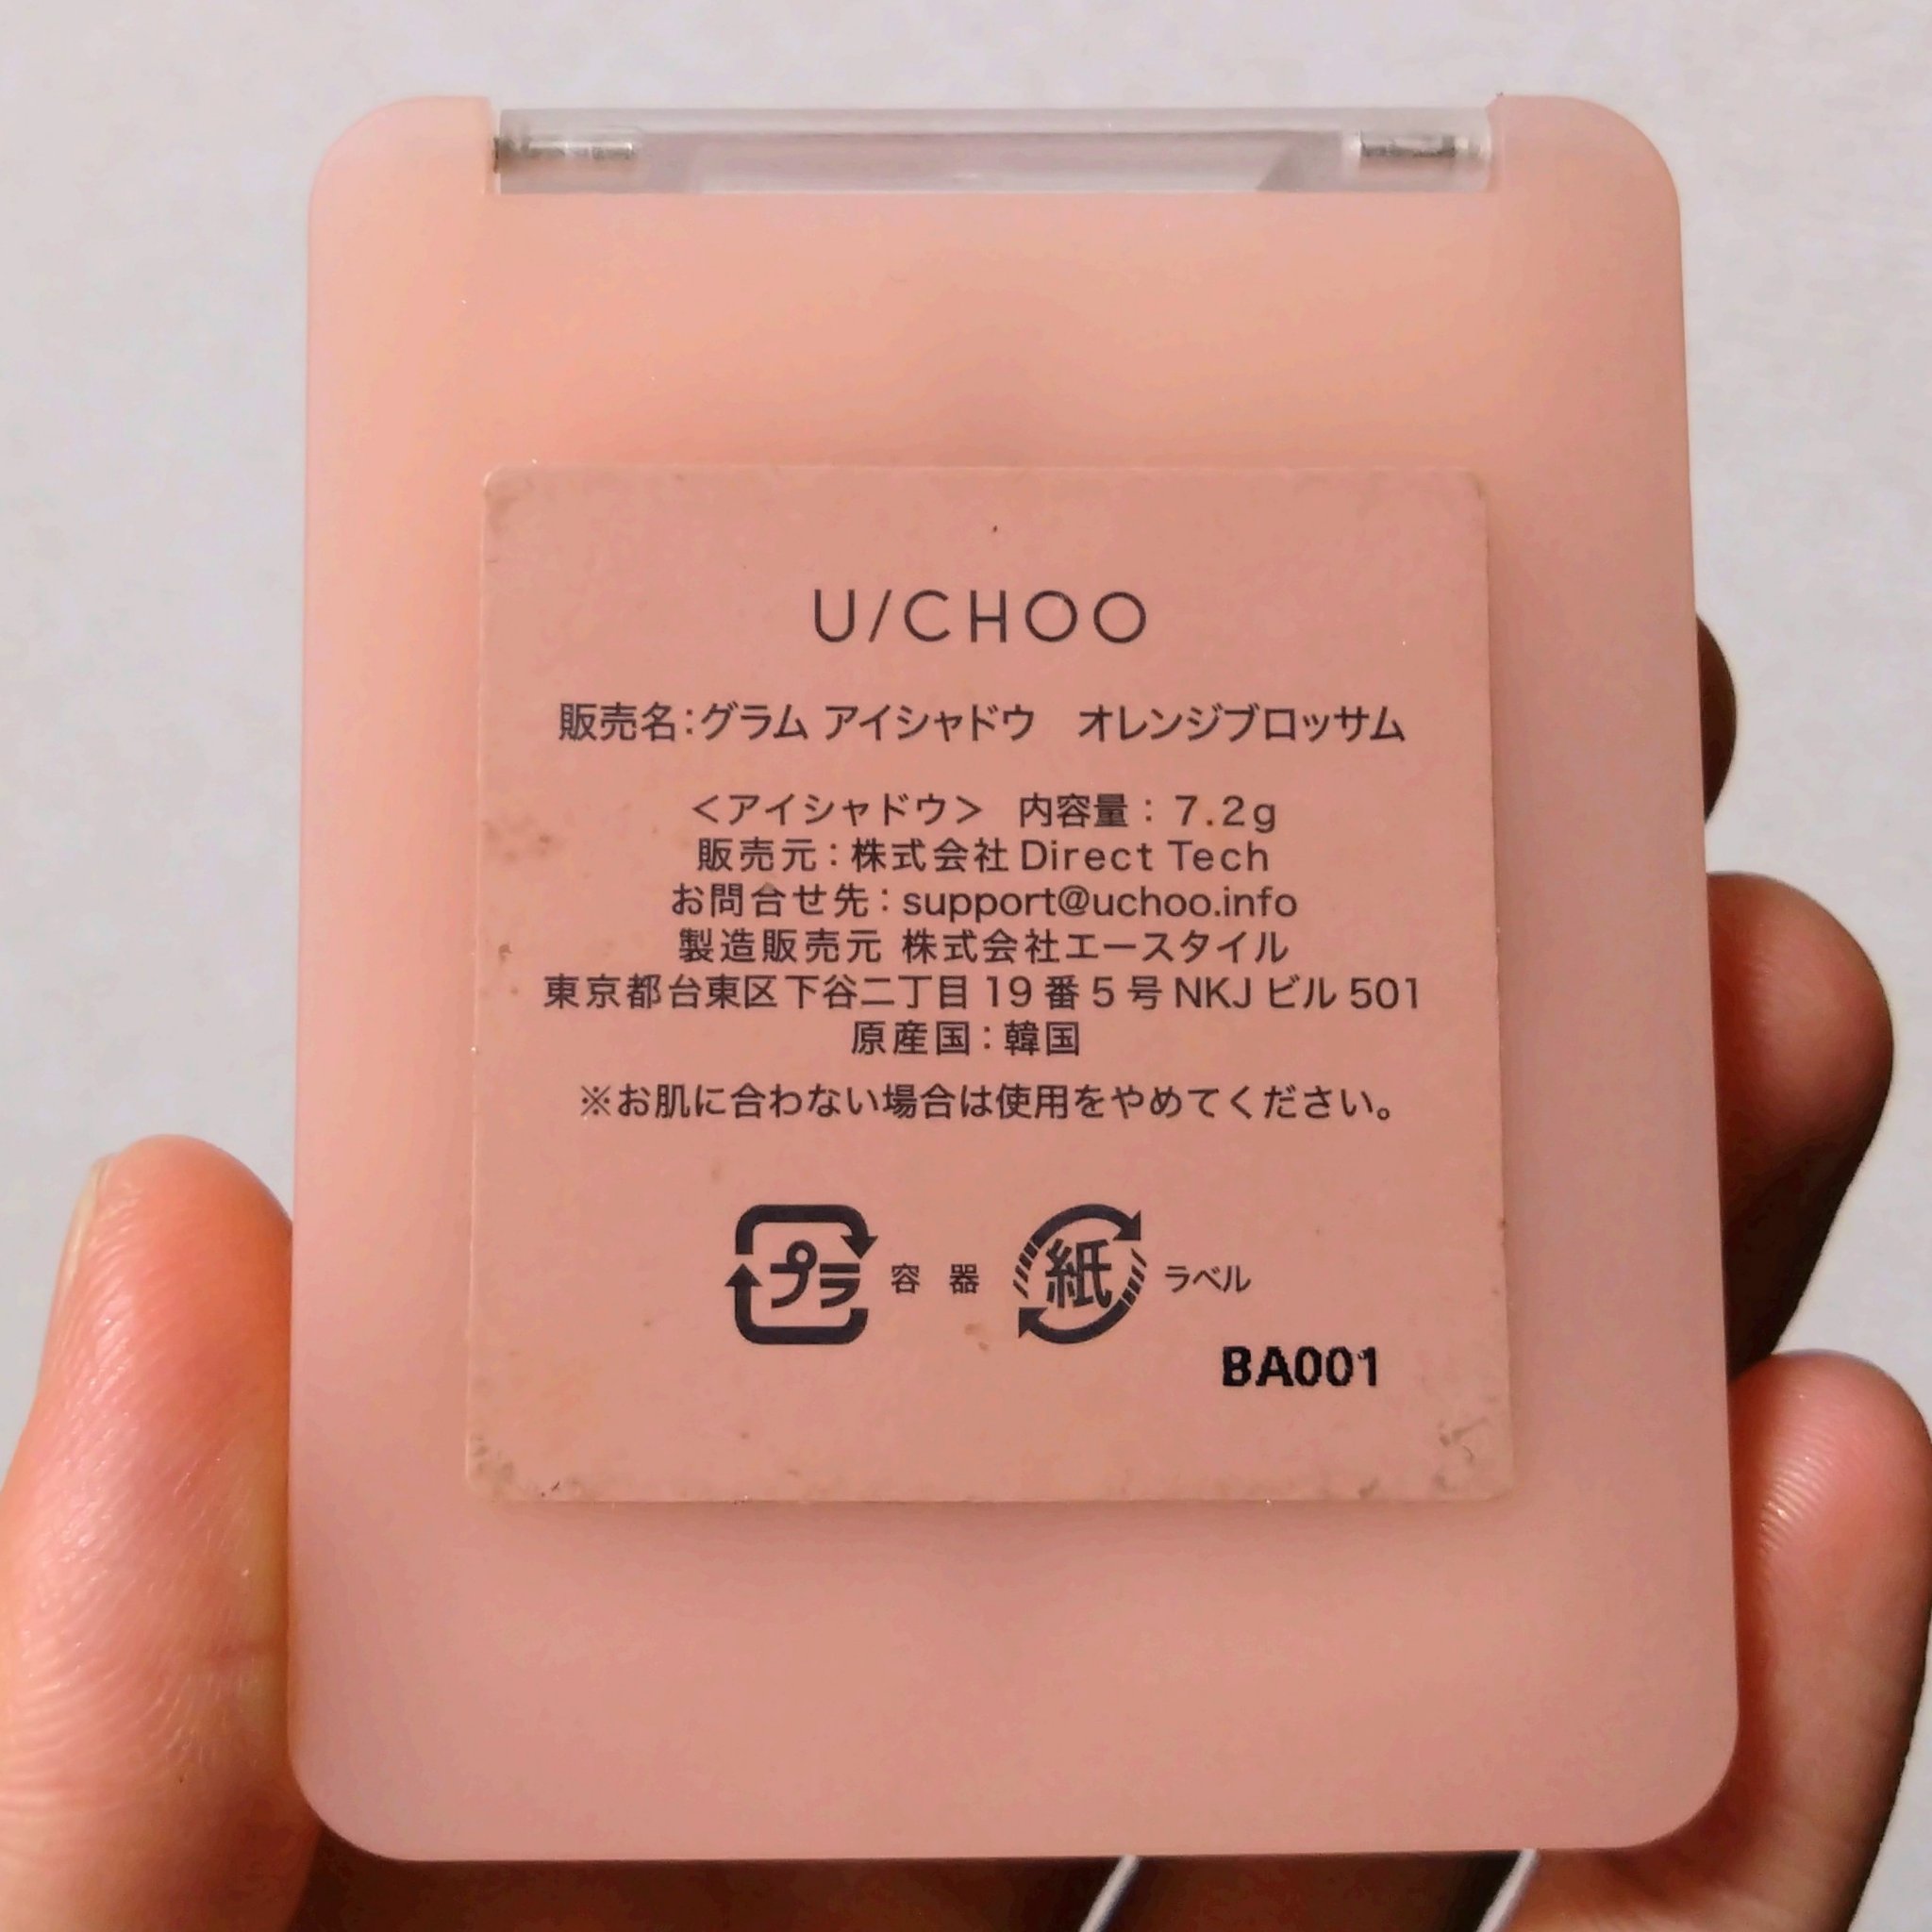 U/CHOO
販売名:グラム アイシャドウ　オレンジブロッサム
＜アイシャドウ＞ 内容量：7.2g
販売元：株式会社Direct Tech
お問合せ先：support@uchoo.info
製造販売元 株式会社エースタイル
東京都台東区下谷二丁目19番5号NKJビル501
原産国：韓国
※お肌に合わない場合は使用をやめてください。
プラ 容器 紙 ラベル
BA001